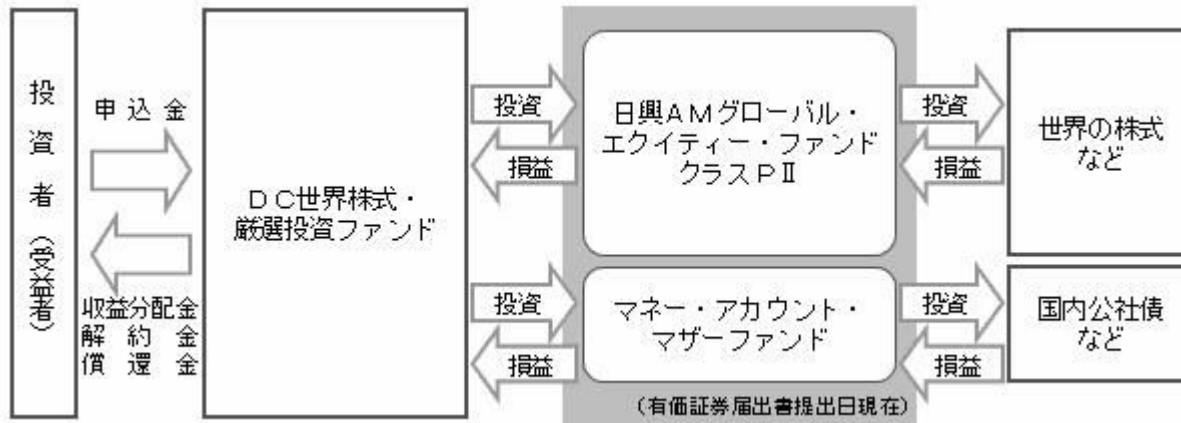 投資者(受益者)
申込金
収益分配金
解約金
償還金
DC世界株式・
厳選投資ファンド
投資
損益
日興AMグローバル・
エクイティー・ファンド
クラスPⅡ
投資
損益
世界の株式
など
投資
損益
マネー・アカウント・
マザーファンド
投資
損益
国内公社債
など
(有価証券届出書提出日現在)